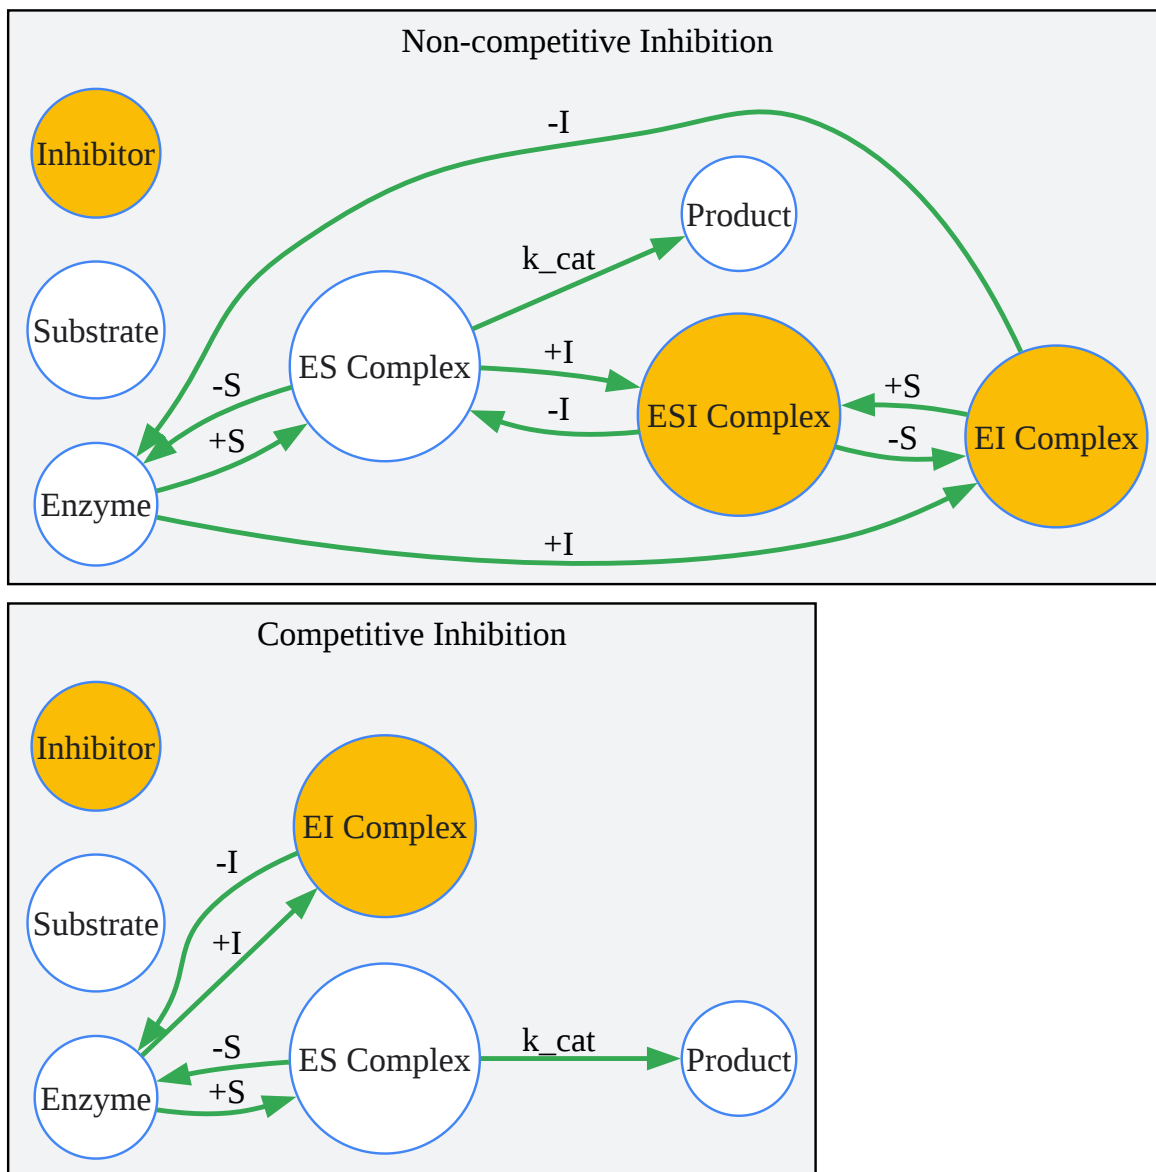 Non-competitive Inhibition
Inhibitor
-I
Product
k_cat
Substrate
ES Complex
+I
-I
ESI Complex
+S
-S
EI Complex
-S
+S
Enzyme
+I
Competitive Inhibition
Inhibitor
EI Complex
-I
+I
Substrate
-S
+S
ES Complex
k_cat
Product
Enzyme